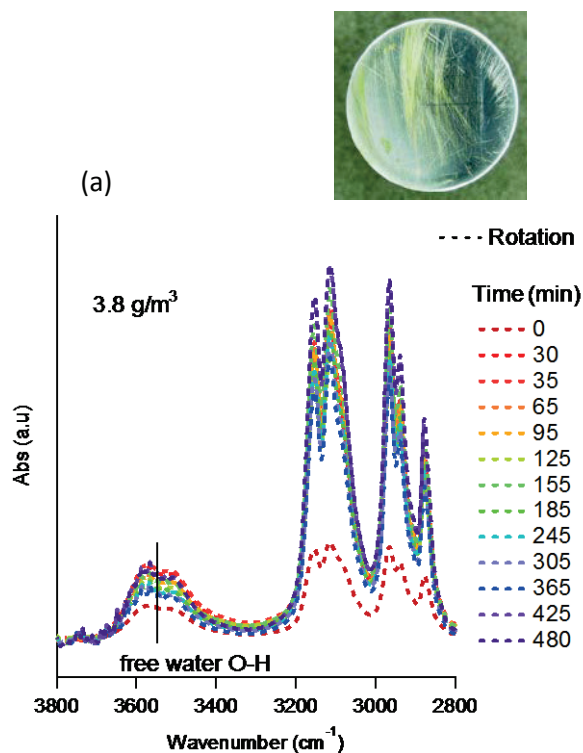 (a)
Rotation
3.8 g/m³
Time (min)
0
30
35
65
95
125
155
185
245
305
365
425
480
Abs (a.u)
free water O-H
3800 3600 3400 3200 3000 2800
Wavenumber (cm⁻¹)